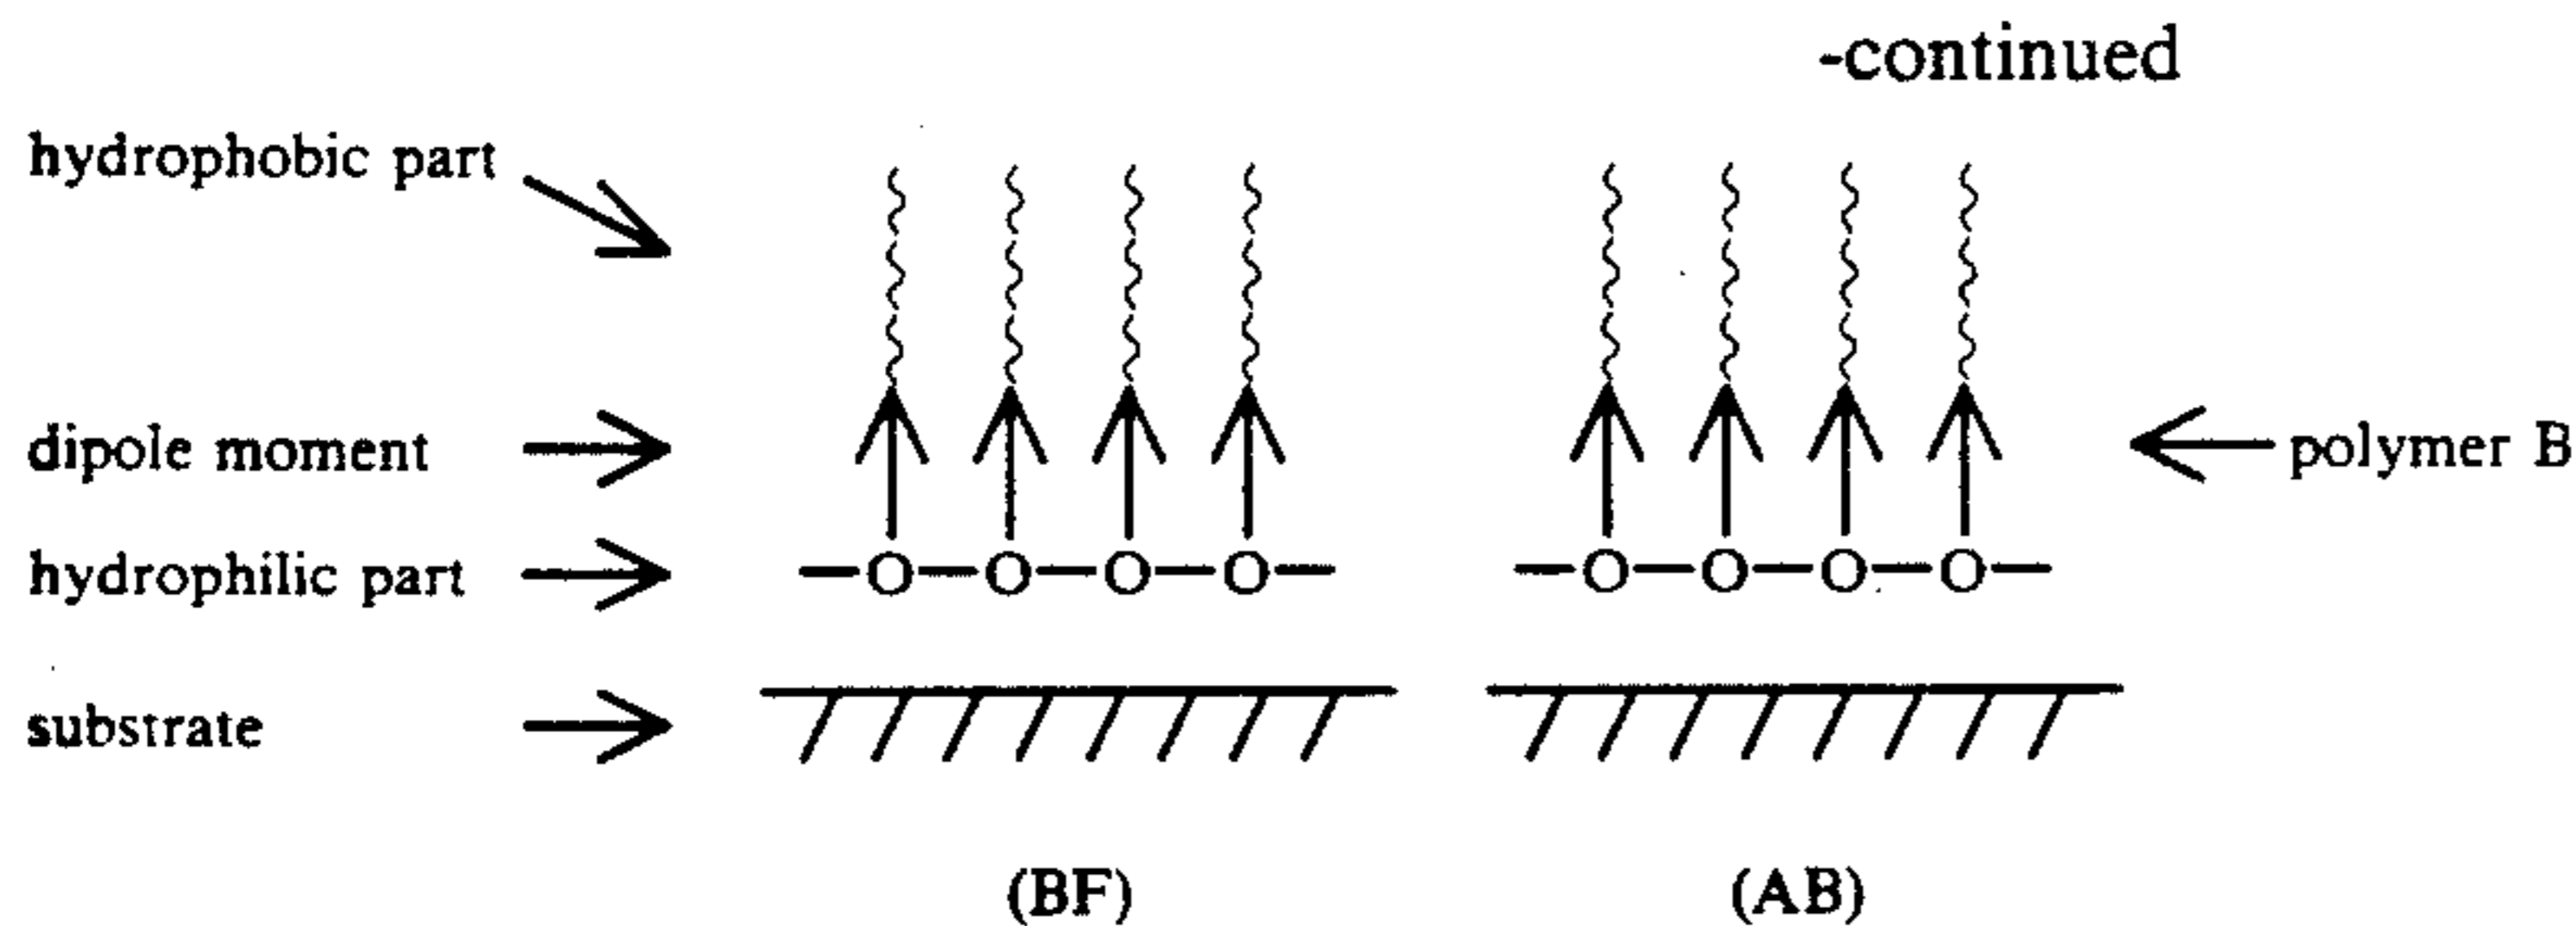 -continued
hydrophobic part
dipole moment
polymer B
hydrophilic part
—O—O—O—O— —O—O—O—O—
substrate
(BF) (AB)